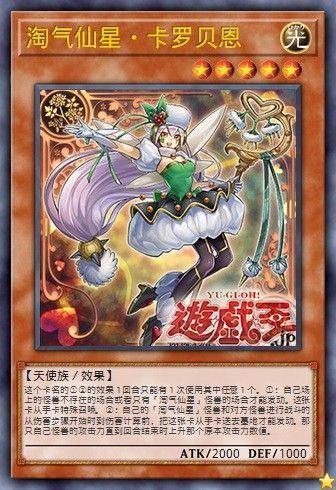 淘气仙星·卡罗贝恩
光
YU-GI-OH!
遊戯王
【天使族/效果】
这个卡名的①②的效果1回合只能有1次使用其中任意1个。①：自己场
上的怪兽不存在的场合或者只有「淘气仙星」怪兽的场合才能发动。这张
卡从手卡特殊召唤。②：自己的「淘气仙星」怪兽和对方怪兽进行战斗的
从伤害步骤开始时到伤害计算前，把这张卡从手卡送去墓地才能发动。那
只自己怪兽的攻击力直到回合结束时上升那个原本攻击力数值。
ATK/2000 DEF/1000